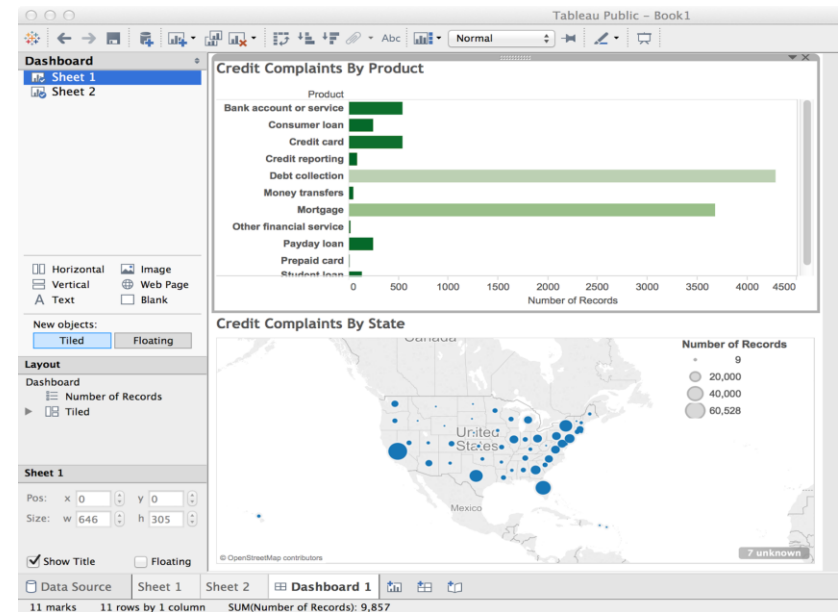 Tableau Public - Book1
Abc
Normal
Dashboard
Sheet 1
Sheet 2
Horizontal
Image
Vertical
Web Page
A Text
Blank
New objects:
Tiled
Floating
Layout
Dashboard
Number of Records
Tiled
Sheet 1
Pos: x 0 y 0
Size: w 646 h 305
Show Title
Floating
Credit Complaints By Product
Product
Bank account or service
Consumer loan
Credit card
Credit reporting
Debt collection
Money transfers
Mortgage
Other financial service
Payday loan
Prepaid card
Student loan
0 500 1000 1500 2000 2500 3000 3500 4000 4500
Number of Records
Credit Complaints By State
Canada
United
States
Mexico
Number of Records
9
20,000
40,000
60,528
© OpenStreetMap contributors
7 unknown
Data Source
Sheet 1
Sheet 2
Dashboard 1
11 marks 11 rows by 1 column SUM(Number of Records): 9,857